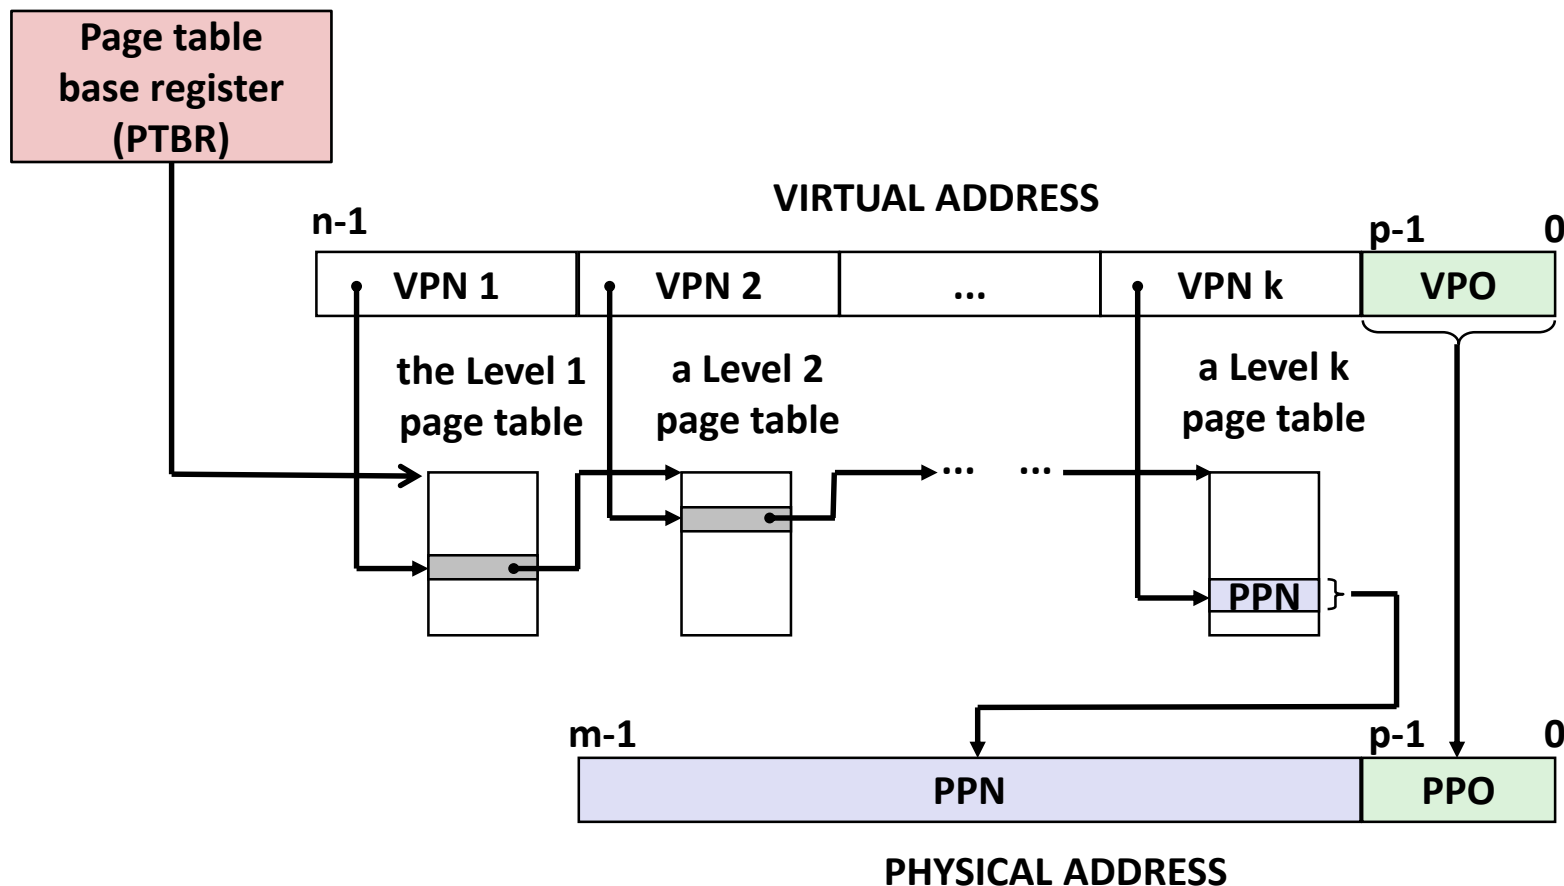 Page table
base register
(PTBR)
VIRTUAL ADDRESS
n-1
p-1
0
VPN 1
VPN 2
...
VPN k
VPO
the Level 1
page table
a Level 2
page table
a Level k
page table
...
...
PPN
m-1
p-1
0
PPN
PPO
PHYSICAL ADDRESS